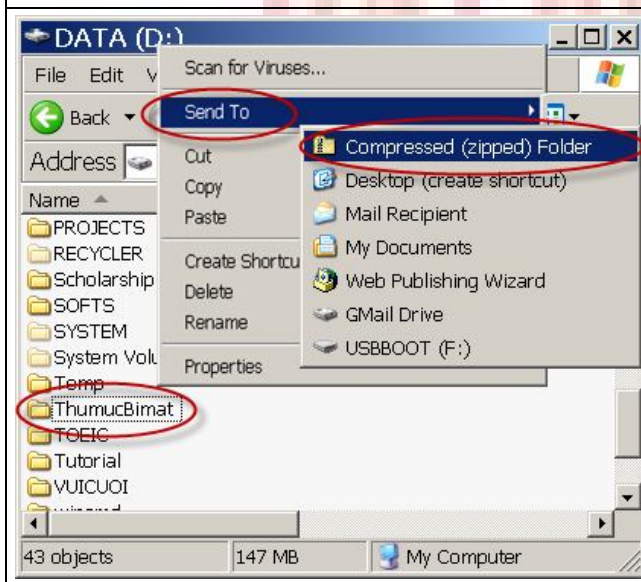 DATA (D:)
File Edit V
Back
Address
Name
PROJECTS
RECYCLER
Scholarship
SOFTS
SYSTEM
System Volu
Temp
ThumucBimat
TOEIC
Tutorial
VUICUOI
Scan for Viruses...
Send To
Cut
Copy
Paste
Create Shortcu
Delete
Rename
Properties
Compressed (zipped) Folder
Desktop (create shortcut)
Mail Recipient
My Documents
Web Publishing Wizard
GMail Drive
USBBOOT (F:)
43 objects 147 MB My Computer